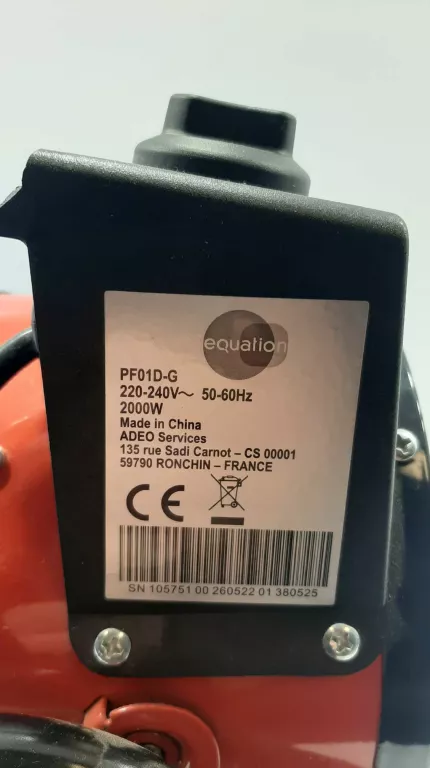 equation
PF01D-G
220-240V~ 50-60Hz
2000W
Made in China
ADEO Services
135 rue Sadi Carnot – CS 00001
59790 RONCHIN – FRANCE
CE
SN 105751 00 260522 01 380525